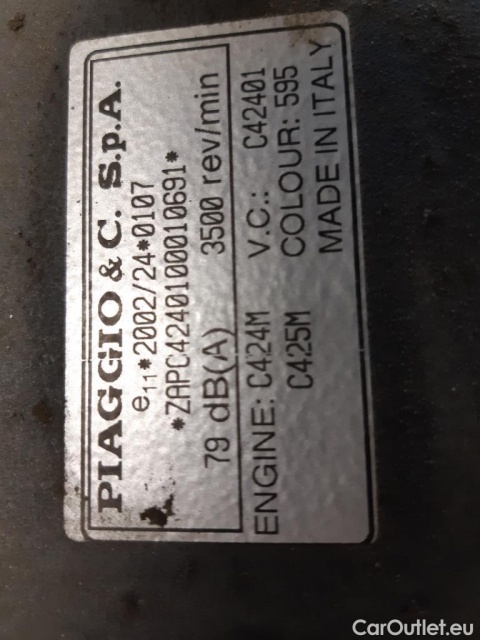 PIAGGIO & C. S.p.A.
e11*2002/24*0107
*ZAPC4240100010691*
79 dB(A) 3500 rev/min
ENGINE: C424M V.C.: C42401
C425M COLOUR: 595
MADE IN ITALY
CarOutlet.eu